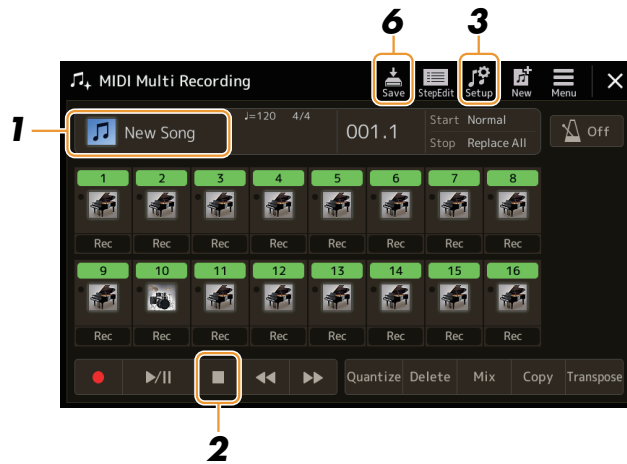 6 3
MIDI Multi Recording
Save StepEdit Setup New Menu
1
New Song
♩=120 4/4
001.1
Start Normal
Stop Replace All
Off
1 2 3 4 5 6 7 8
Rec Rec Rec Rec Rec Rec Rec Rec
9 10 11 12 13 14 15 16
Rec Rec Rec Rec Rec Rec Rec Rec
Quantize Delete Mix Copy Transpose
2